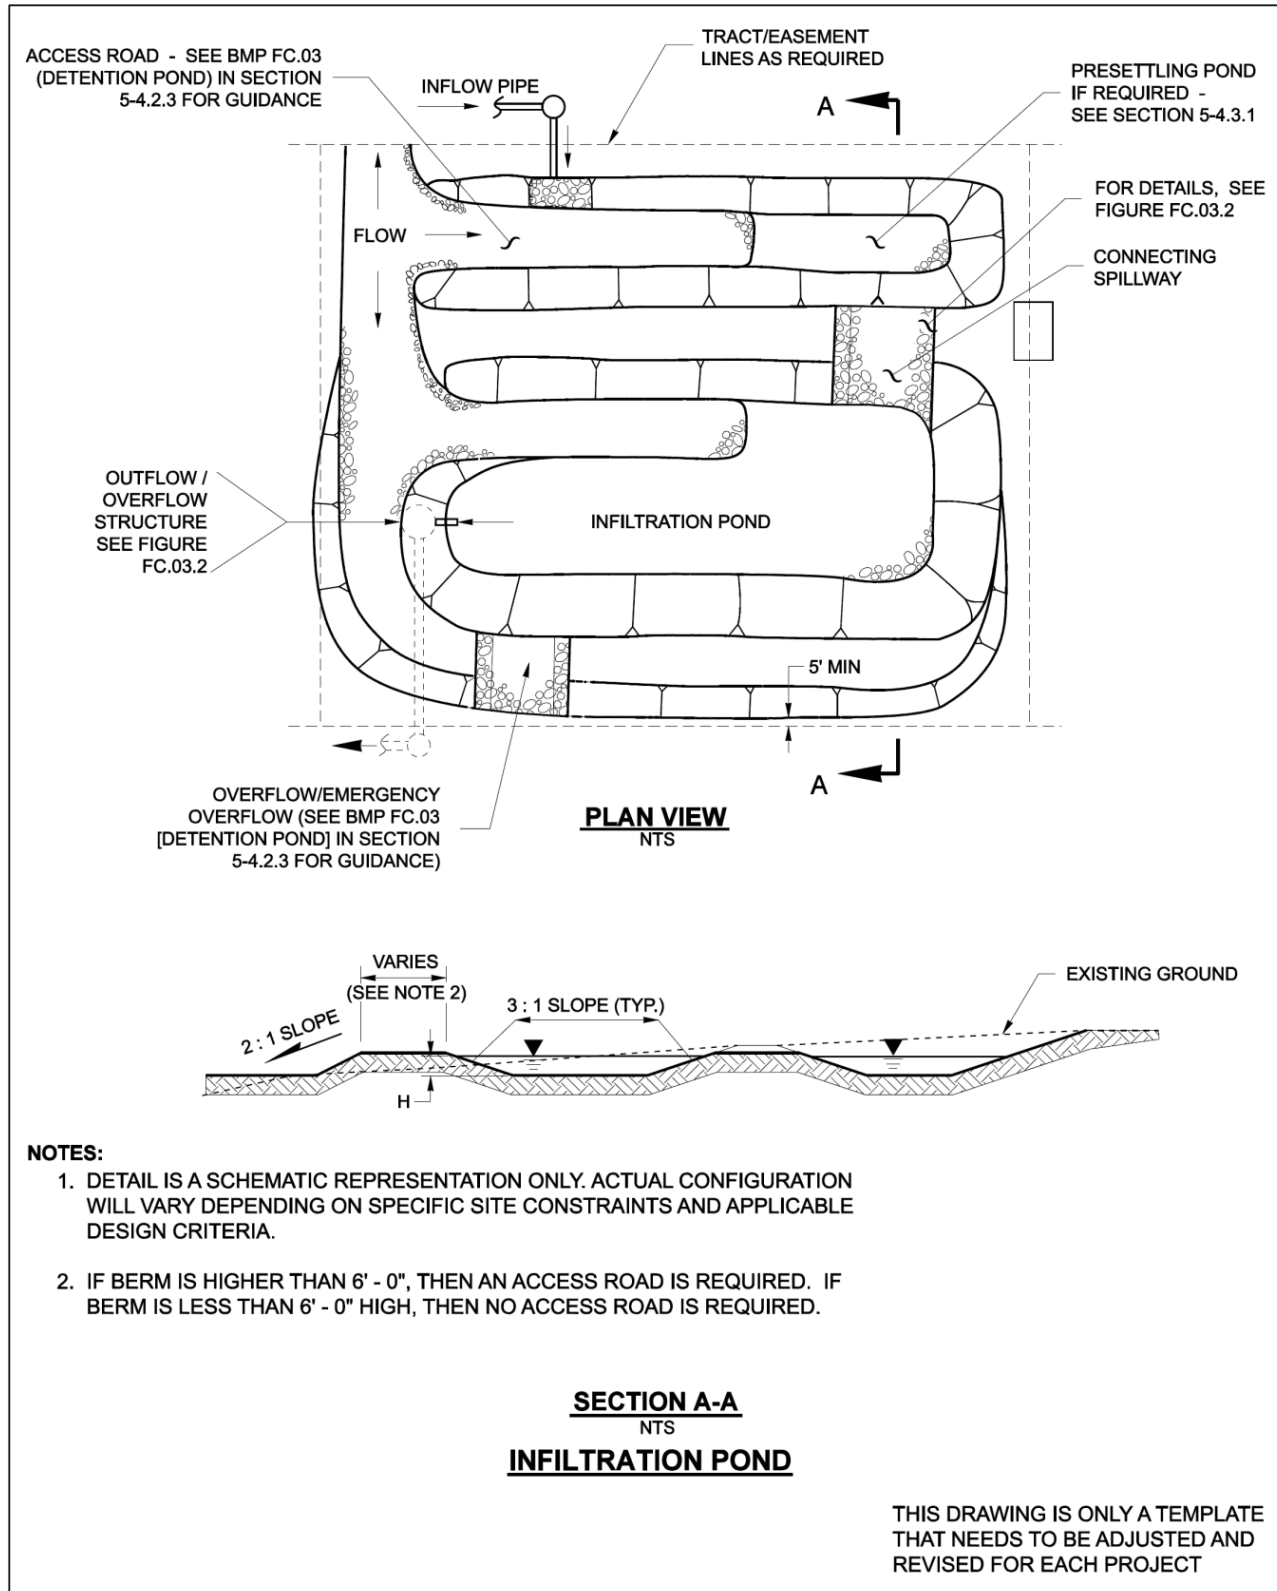 ACCESS ROAD - SEE BMP FC.03
(DETENTION POND) IN SECTION
5-4.2.3 FOR GUIDANCE
INFLOW PIPE
TRACT/EASEMENT
LINES AS REQUIRED
A
PRESETTLING POND
IF REQUIRED -
SEE SECTION 5-4.3.1
FOR DETAILS, SEE
FIGURE FC.03.2
CONNECTING
SPILLWAY
FLOW
OUTFLOW /
OVERFLOW
STRUCTURE
SEE FIGURE
FC.03.2
INFILTRATION POND
5' MIN
A
OVERFLOW/EMERGENCY
OVERFLOW (SEE BMP FC.03
[DETENTION POND] IN SECTION
5-4.2.3 FOR GUIDANCE)
PLAN VIEW
NTS
VARIES
(SEE NOTE 2)
2 : 1 SLOPE
3 : 1 SLOPE (TYP.)
EXISTING GROUND
H
NOTES:
1. DETAIL IS A SCHEMATIC REPRESENTATION ONLY. ACTUAL CONFIGURATION
WILL VARY DEPENDING ON SPECIFIC SITE CONSTRAINTS AND APPLICABLE
DESIGN CRITERIA.
2. IF BERM IS HIGHER THAN 6' - 0", THEN AN ACCESS ROAD IS REQUIRED. IF
BERM IS LESS THAN 6' - 0" HIGH, THEN NO ACCESS ROAD IS REQUIRED.
SECTION A-A
NTS
INFILTRATION POND
THIS DRAWING IS ONLY A TEMPLATE
THAT NEEDS TO BE ADJUSTED AND
REVISED FOR EACH PROJECT